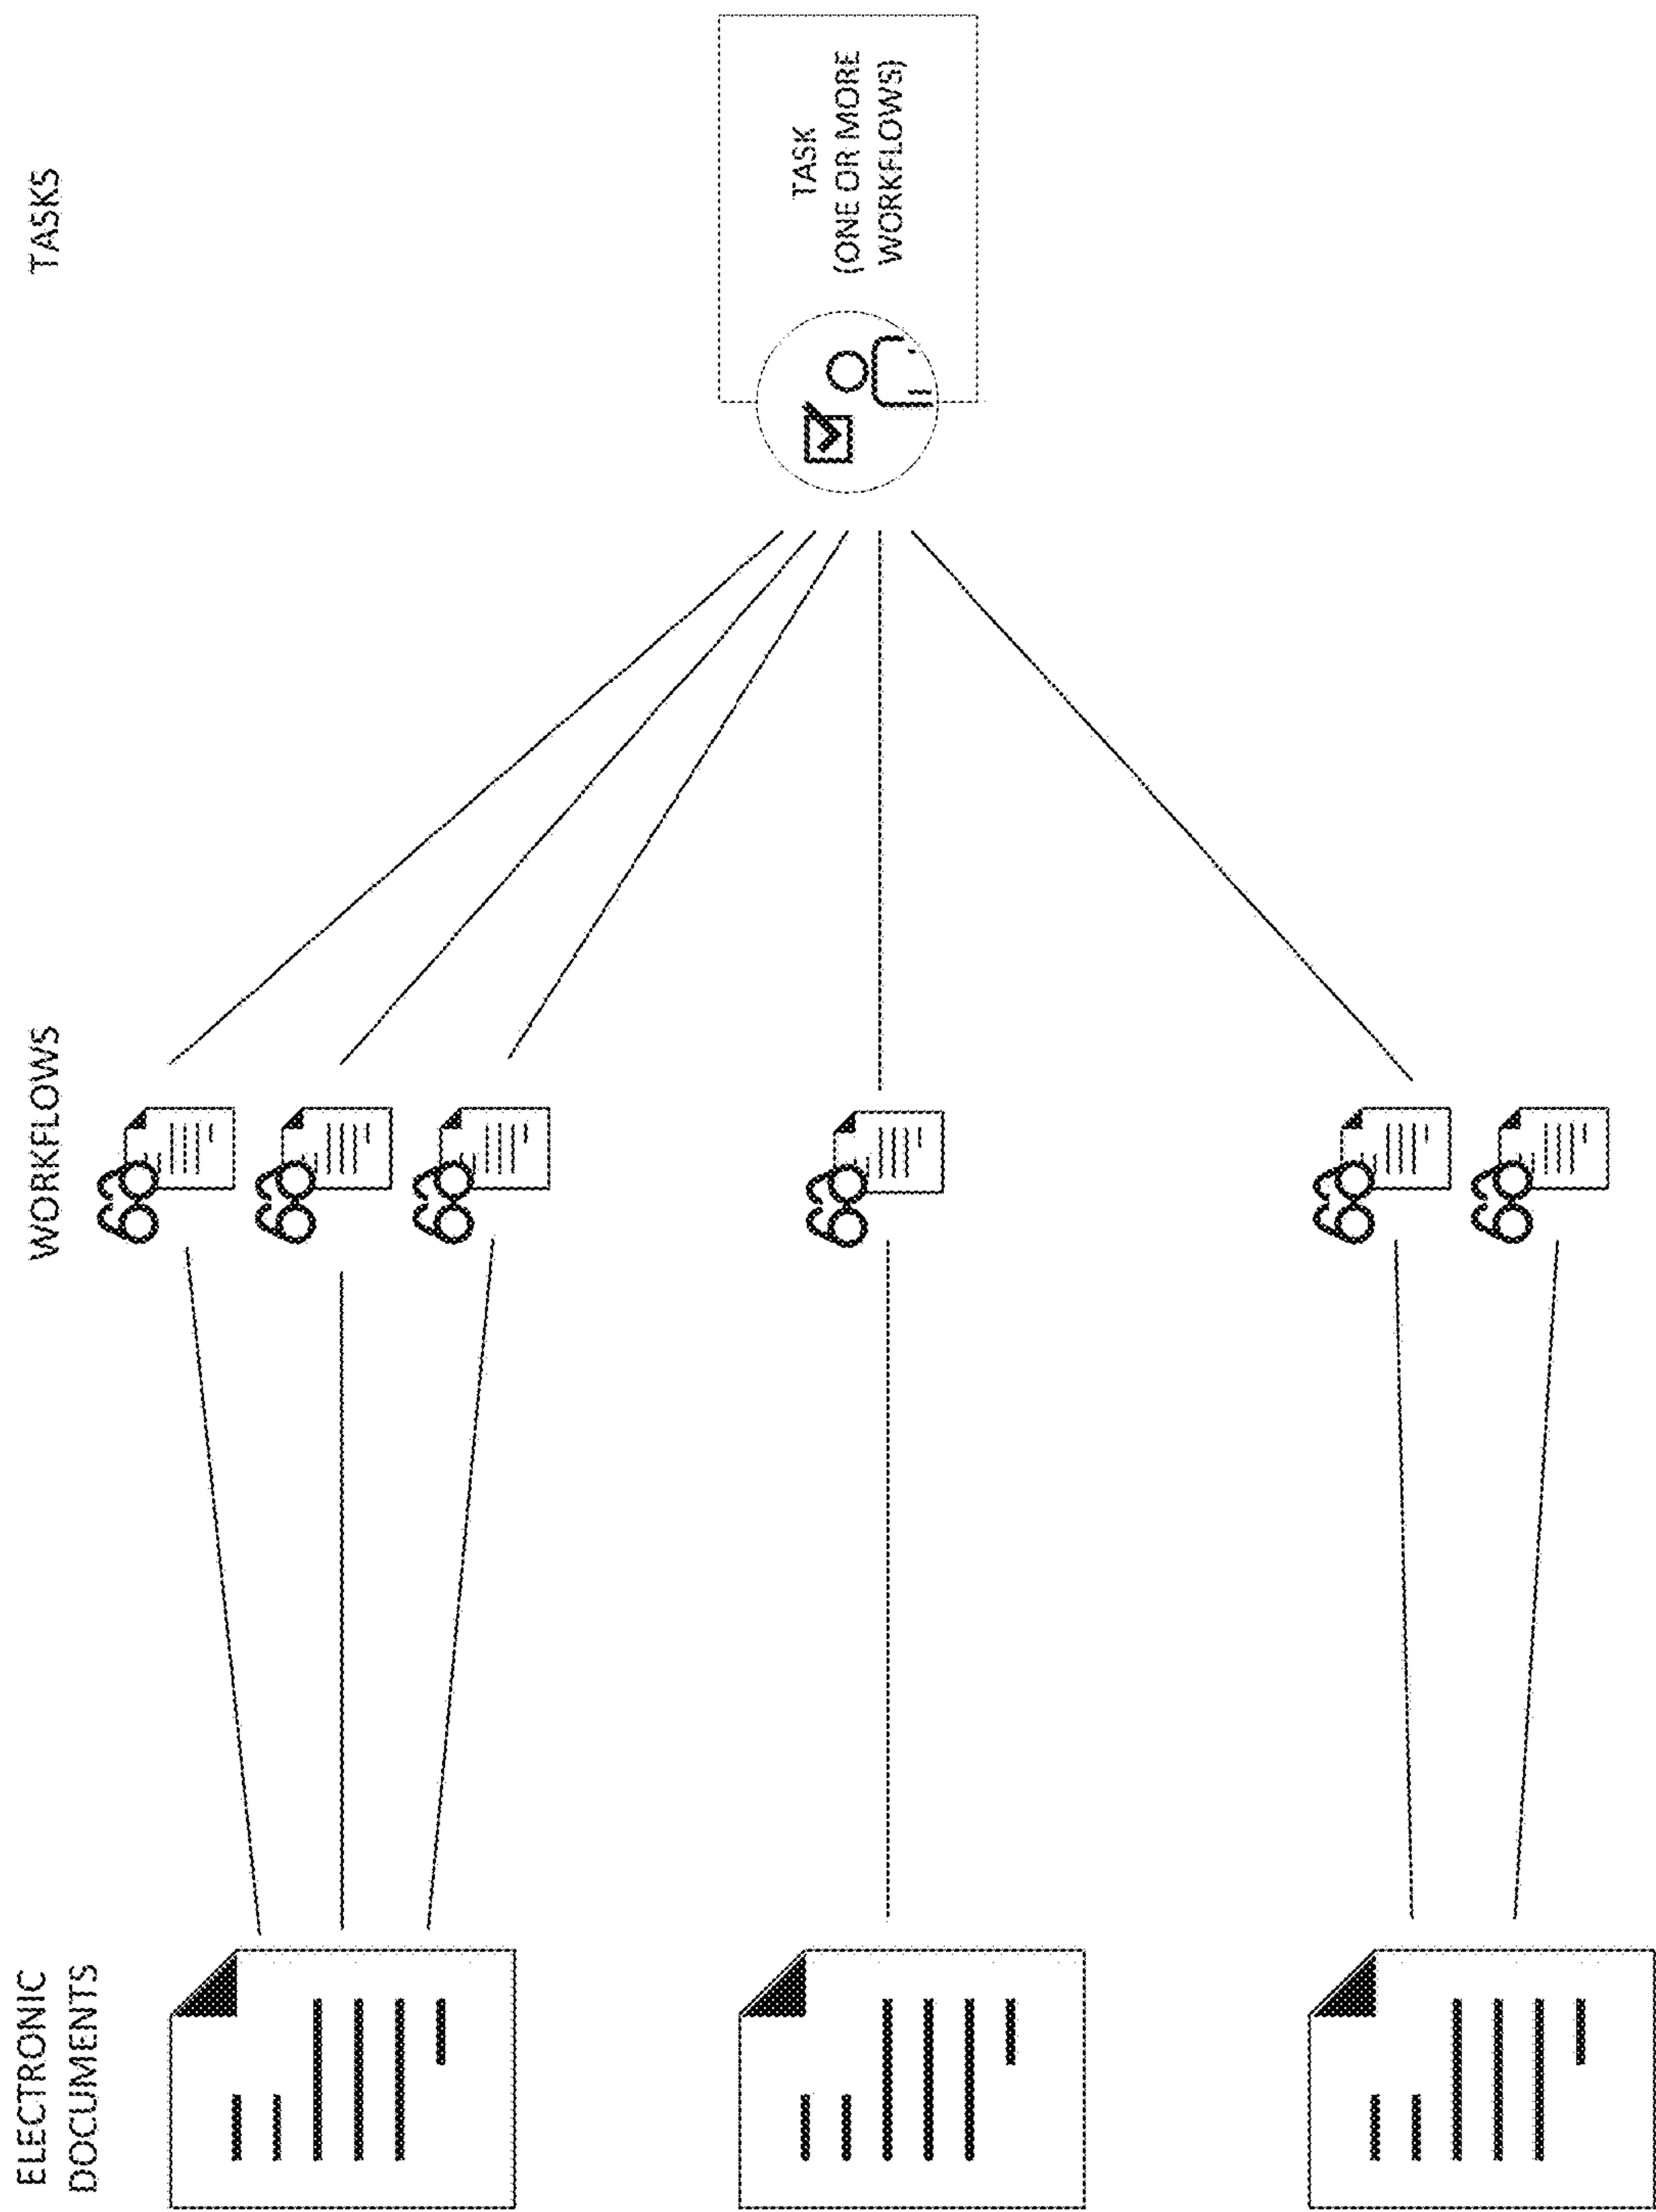 ELECTRONIC
DOCUMENTS
WORKFLOWS
TASKS
TASK
(ONE OR MORE
WORKFLOWS)